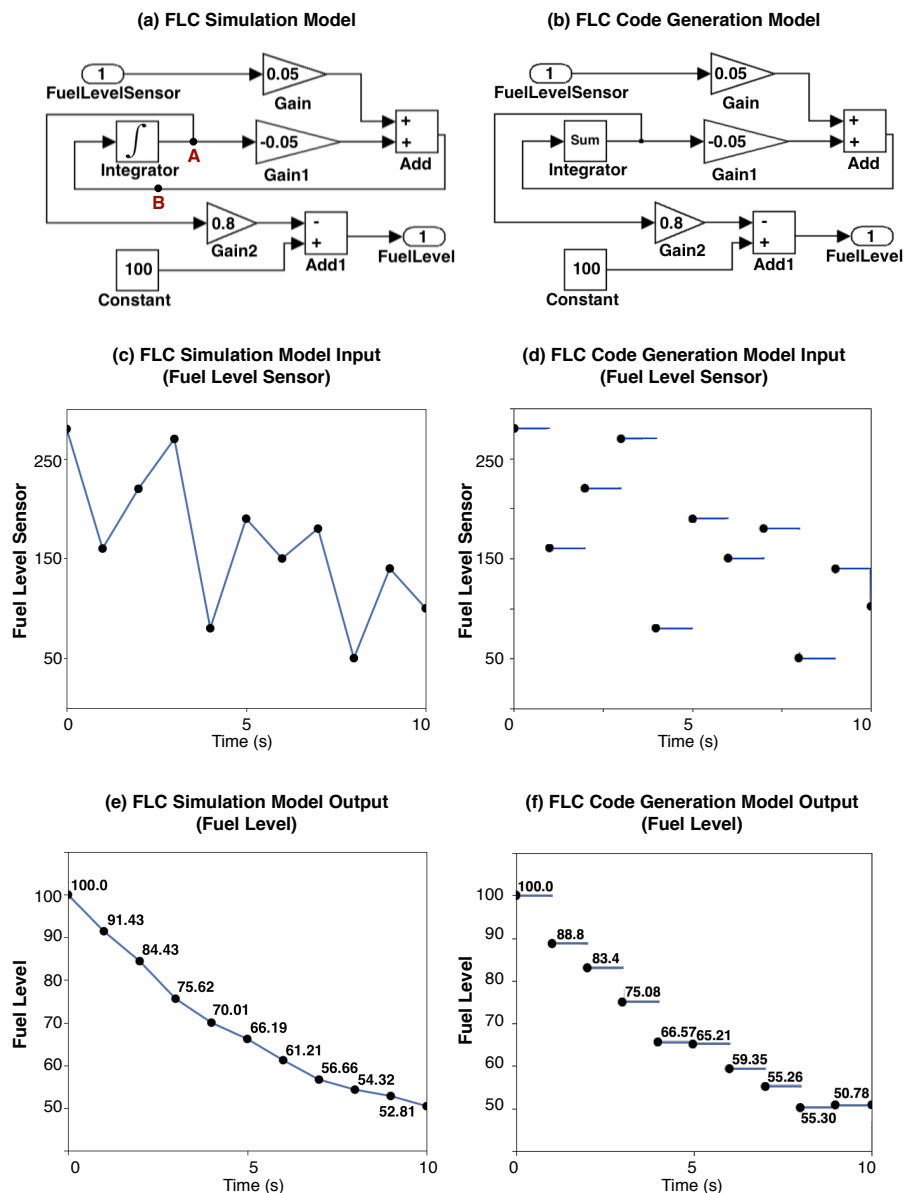 (a) FLC Simulation Model
1
FuelLevelSensor
0.05
Gain
+
+
Add
∫
Integrator
A
-0.05
Gain1
B
0.8
Gain2
-
+
Add1
1
FuelLevel
100
Constant
(b) FLC Code Generation Model
1
FuelLevelSensor
0.05
Gain
+
+
Add
Sum
Integrator
-0.05
Gain1
0.8
Gain2
-
+
Add1
1
FuelLevel
100
Constant
(c) FLC Simulation Model Input
(Fuel Level Sensor)
Fuel Level Sensor
250
150
50
0
5
10
Time (s)
(d) FLC Code Generation Model Input
(Fuel Level Sensor)
Fuel Level Sensor
250
150
50
0
5
10
Time (s)
(e) FLC Simulation Model Output
(Fuel Level)
Fuel Level
100
90
80
70
60
50
100.0
91.43
84.43
75.62
70.01
66.19
61.21
56.66
54.32
52.81
0
5
10
Time (s)
(f) FLC Code Generation Model Output
(Fuel Level)
Fuel Level
100
90
80
70
60
50
100.0
88.8
83.4
75.08
66.57
65.21
59.35
55.26
55.30
50.78
0
5
10
Time (s)